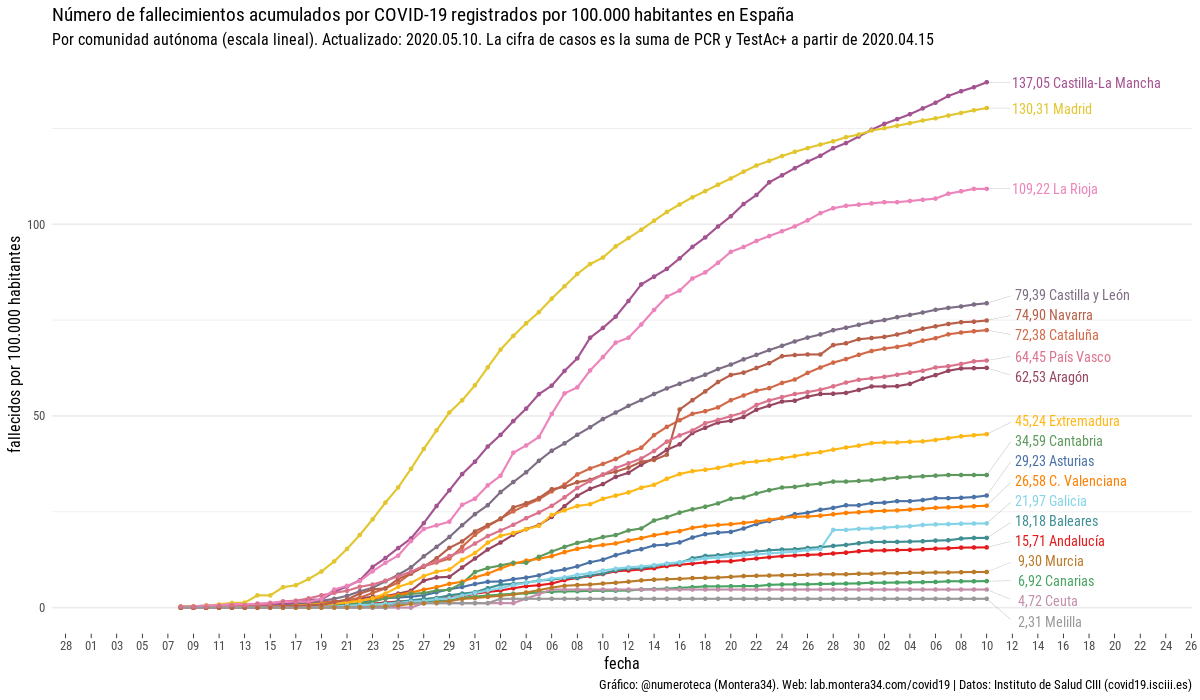 Número de fallecimientos acumulados por COVID-19 registrados por 100.000 habitantes en España
Por comunidad autónoma (escala lineal). Actualizado: 2020.05.10. La cifra de casos es la suma de PCR y TestAc+ a partir de 2020.04.15
fallecidos por 100.000 habitantes
100
50
0
137,05 Castilla-La Mancha
130,31 Madrid
109,22 La Rioja
79,39 Castilla y León
74,90 Navarra
72,38 Cataluña
64,45 País Vasco
62,53 Aragón
45,24 Extremadura
34,59 Cantabria
29,23 Asturias
26,58 C. Valenciana
21,97 Galicia
18,18 Baleares
15,71 Andalucía
9,30 Murcia
6,92 Canarias
4,72 Ceuta
2,31 Melilla
28 01 03 05 07 09 11 13 15 17 19 21 23 25 27 29 31 02 04 06 08 10 12 14 16 18 20 22 24 26 28 30 02 04 06 08 10 12 14 16 18 20 22 24 26
fecha
Gráfico: @numeroteca (Montera34). Web: lab.montera34.com/covid19 | Datos: Instituto de Salud CIII (covid19.isciii.es)